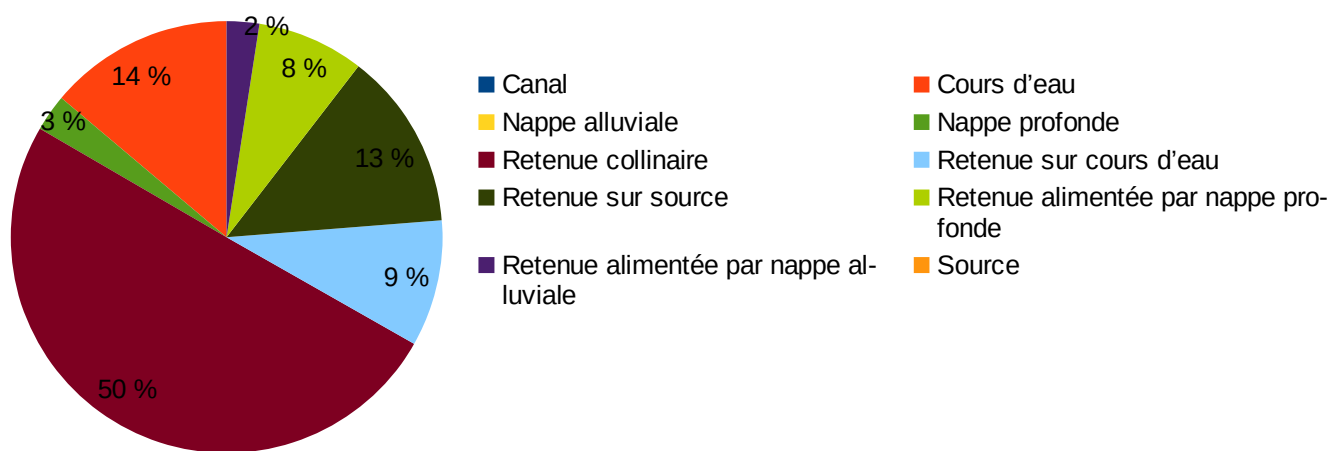 2 %
8 %
14 %
3 %
13 %
9 %
50 %
Canal
Cours d’eau
Nappe alluviale
Nappe profonde
Retenue collinaire
Retenue sur cours d’eau
Retenue sur source
Retenue alimentée par nappe pro-
fonde
Retenue alimentée par nappe al-
luviale
Source